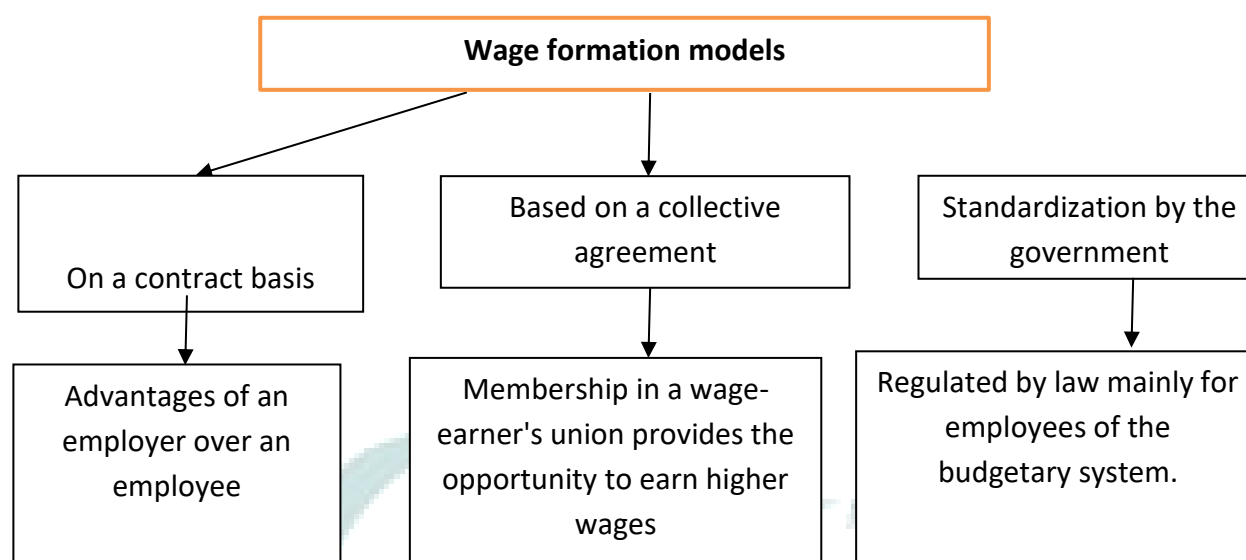 Wage formation models
On a contract basis
Based on a collective
agreement
Standardization by the
government
Advantages of an
employer over an
employee
Membership in a wage-
earner's union provides the
opportunity to earn higher
wages
Regulated by law mainly for
employees of the
budgetary system.